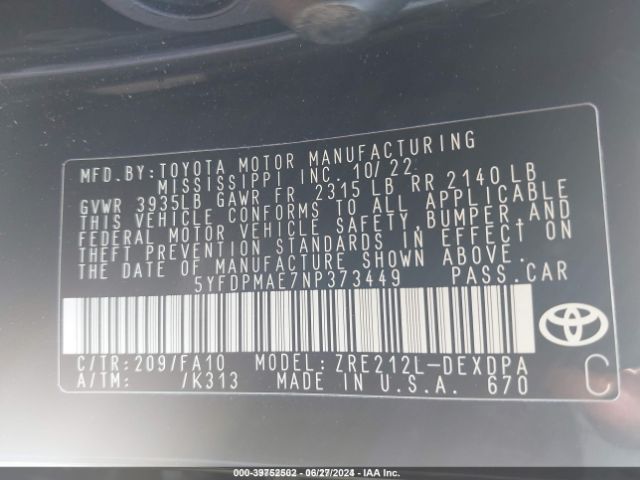 MFD.BY:TOYOTA MOTOR MANUFACTURING
MISSISSIPPI INC. 10/22
GVWR 3935LB GAWR FR 2315 LB RR 2140 LB
THIS VEHICLE CONFORMS TO ALL APPLICABLE
FEDERAL MOTOR VEHICLE SAFETY,BUMPER,AND
THEFT PREVENTION STANDARDS IN EFFECT ON
THE DATE OF MANUFACTURE SHOWN ABOVE.
5YFDPMAE7NP373449 PASS.CAR
C/TR:209/FA10 MODEL: ZRE212L-DEXDPA
A/TM: /K313 MADE IN U.S.A. 670
C
000-39752502 | 06/27/2024 | IAA Inc.